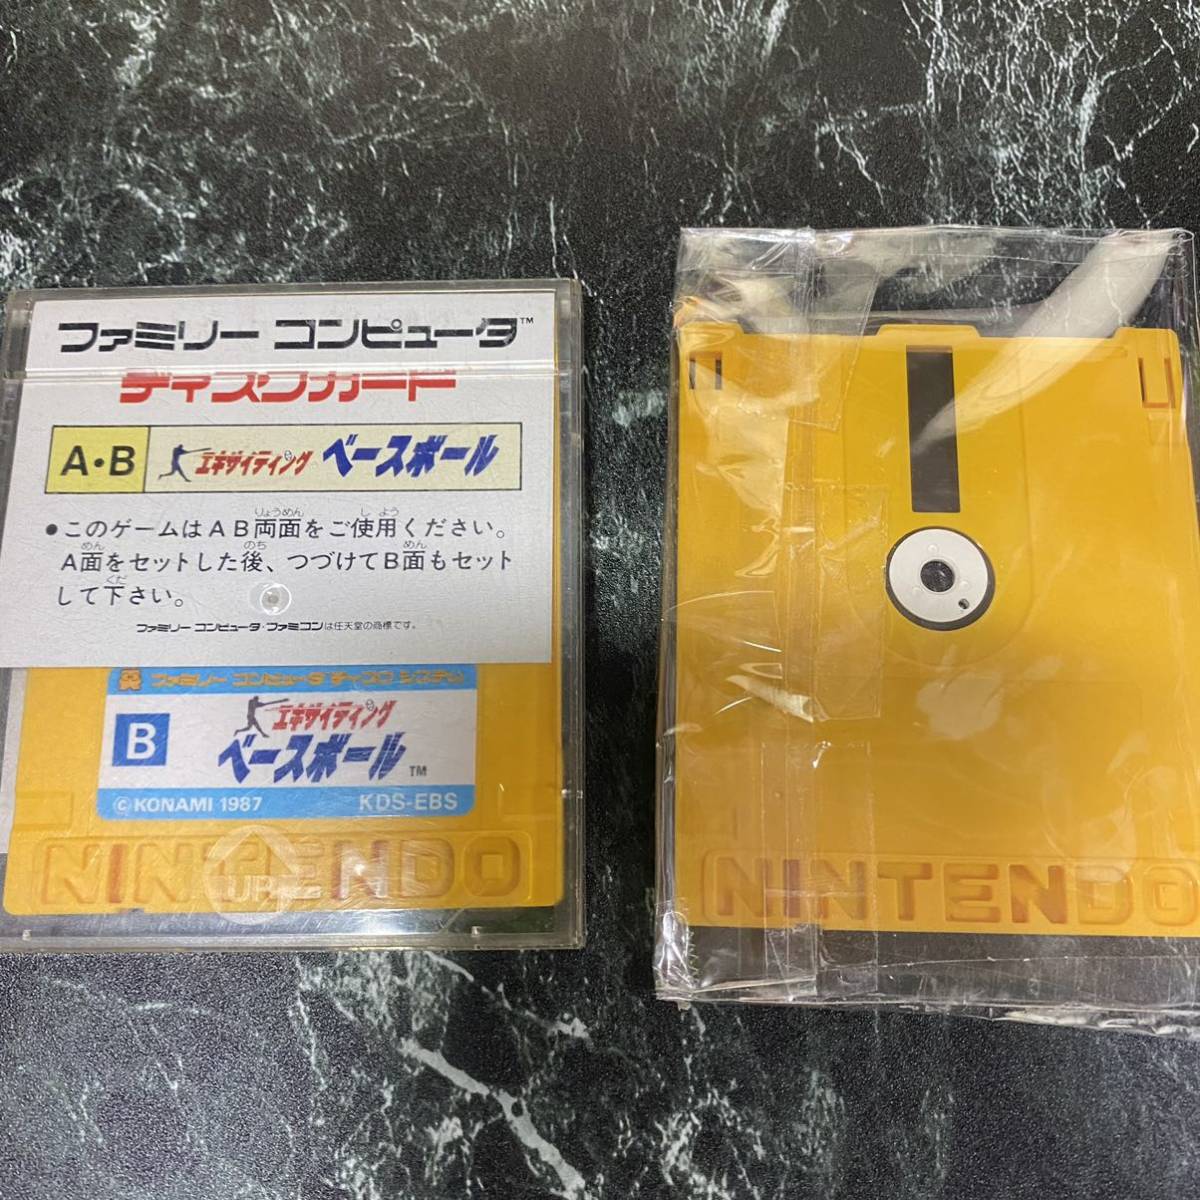 ファミリー コンピュータ™
ディスクカード
A・B エキサイティング ベースボール
●このゲームはAB両面をご使用ください。
りょうめん しよう
A面をセットした後、つづけてB面もセット
めん のち めん
して下さい。
くだ
ファミリー コンピュータ・ファミコンは任天堂の商標です。
ファミリー コンピュータ ディスク システム
B エキサイティング
ベースボール™
©KONAMI 1987 KDS-EBS
NINTENDO
UP
NINTENDO